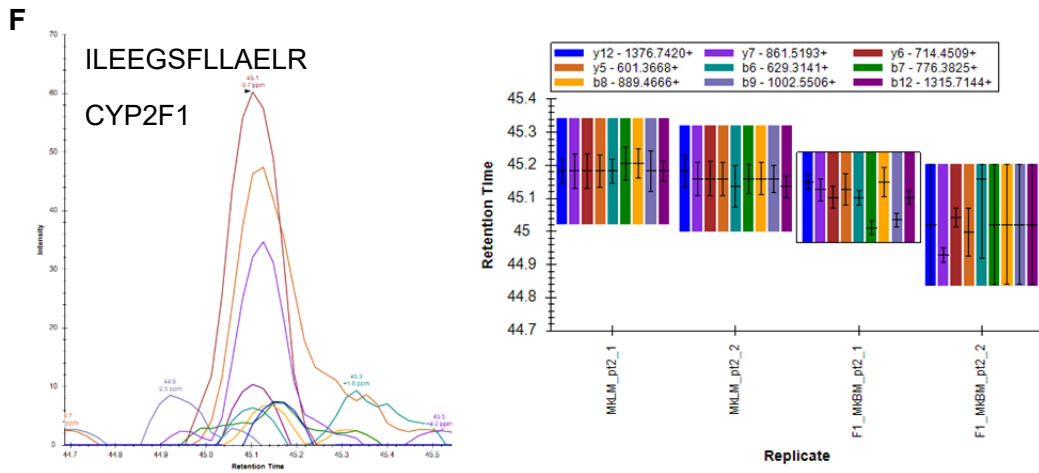 F
ILEEGSFLLAELR
CYP2F1
Intensity
70
60
50
40
30
20
10
0
45.1
-0.7 ppm
44.9
45.3
+1.6 ppm
45.5
+4.2 ppm
44.7 44.8 44.9 45.0 45.1 45.2 45.3 45.4 45.5
Retention Time
y12 - 1376.7420+ y7 - 861.5193+ y6 - 714.4509+
y5 - 601.3668+ b6 - 629.3141+ b7 - 776.3825+
b8 - 889.4666+ b9 - 1002.5506+ b12 - 1315.7144+
Retention Time
45.4
45.3
45.2
45.1
45
44.9
44.8
44.7
MkLM_pt2_1
MkLM_pt2_2
F1_MkBM_pt2_1
F1_MkBM_pt2_2
Replicate